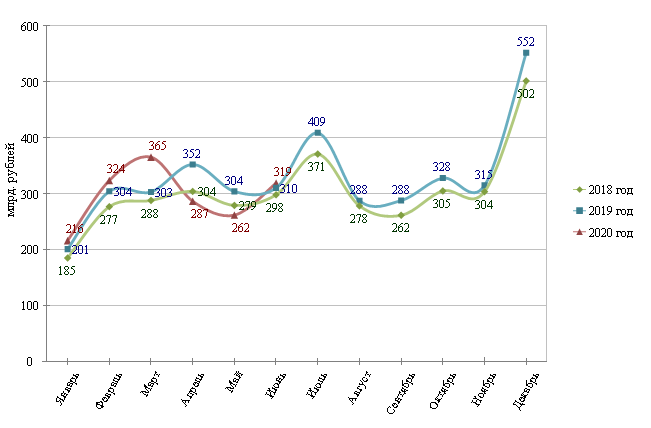 600
500
400
300
200
100
0
млрд. рублей
552
502
409
371
365
352
328
324
319
315
310
305
304
304
304
304
303
298
288
288
288
287
279
278
277
262
262
216
201
185
2018 год
2019 год
2020 год
Январь
Февраль
Март
Апрель
Май
Июнь
Июль
Август
Сентябрь
Октябрь
Ноябрь
Декабрь